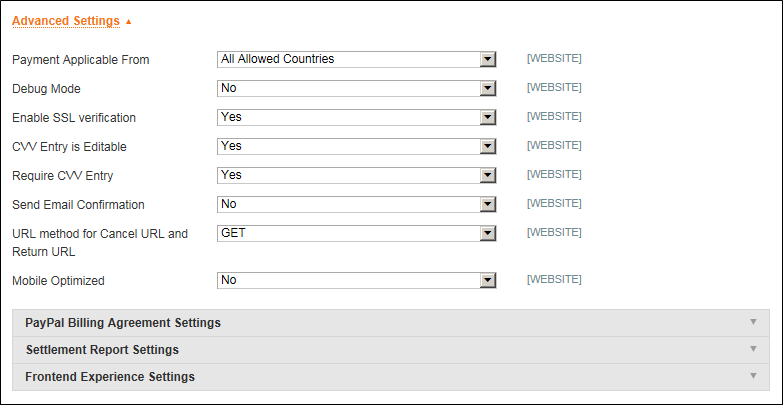 Advanced Settings ▲
Payment Applicable From All Allowed Countries [WEBSITE]
Debug Mode No [WEBSITE]
Enable SSL verification Yes [WEBSITE]
CVV Entry is Editable Yes [WEBSITE]
Require CVV Entry Yes [WEBSITE]
Send Email Confirmation No [WEBSITE]
URL method for Cancel URL and GET [WEBSITE]
Return URL
Mobile Optimized No [WEBSITE]
PayPal Billing Agreement Settings
Settlement Report Settings
Frontend Experience Settings